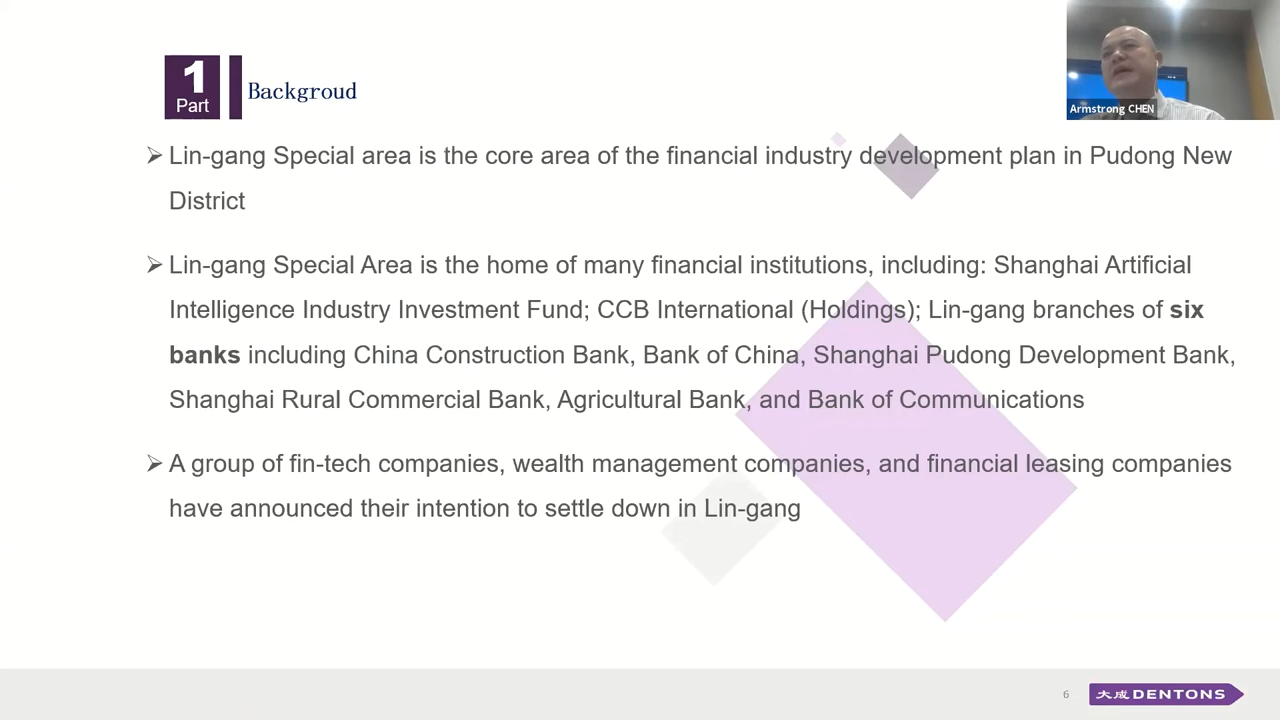 1
Part
Backgroud
Armstrong CHEN
➢ Lin-gang Special area is the core area of the financial industry development plan in Pudong New
District
➢ Lin-gang Special Area is the home of many financial institutions, including: Shanghai Artificial
Intelligence Industry Investment Fund; CCB International (Holdings); Lin-gang branches of six
banks including China Construction Bank, Bank of China, Shanghai Pudong Development Bank,
Shanghai Rural Commercial Bank, Agricultural Bank, and Bank of Communications
➢ A group of fin-tech companies, wealth management companies, and financial leasing companies
have announced their intention to settle down in Lin-gang
6
大成 DENTONS